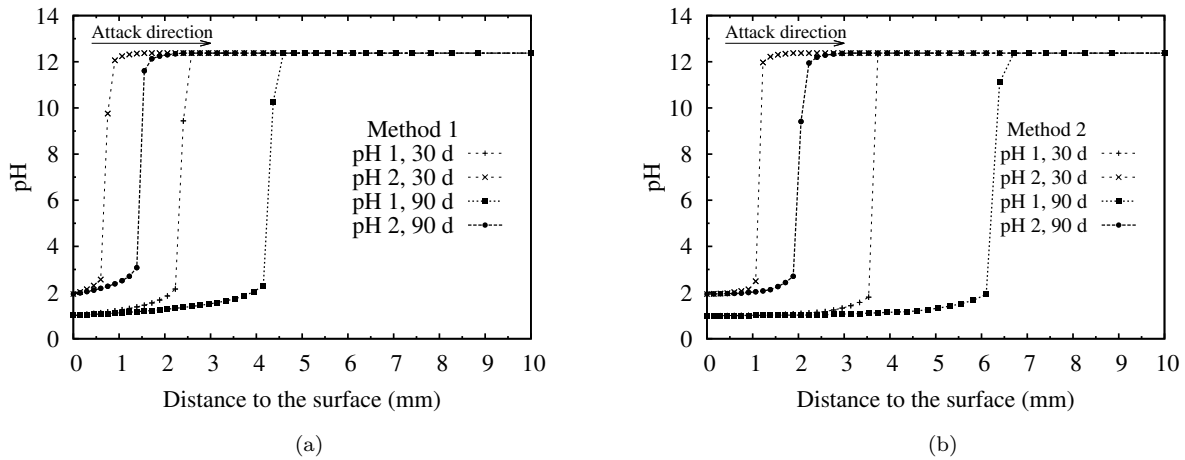 14
12
10
8
6
4
2
0
pH
Attack direction
Method 1
pH 1, 30 d
pH 2, 30 d
pH 1, 90 d
pH 2, 90 d
0 1 2 3 4 5 6 7 8 9 10
Distance to the surface (mm)
(a)
14
12
10
8
6
4
2
0
pH
Attack direction
Method 2
pH 1, 30 d
pH 2, 30 d
pH 1, 90 d
pH 2, 90 d
0 1 2 3 4 5 6 7 8 9 10
Distance to the surface (mm)
(b)